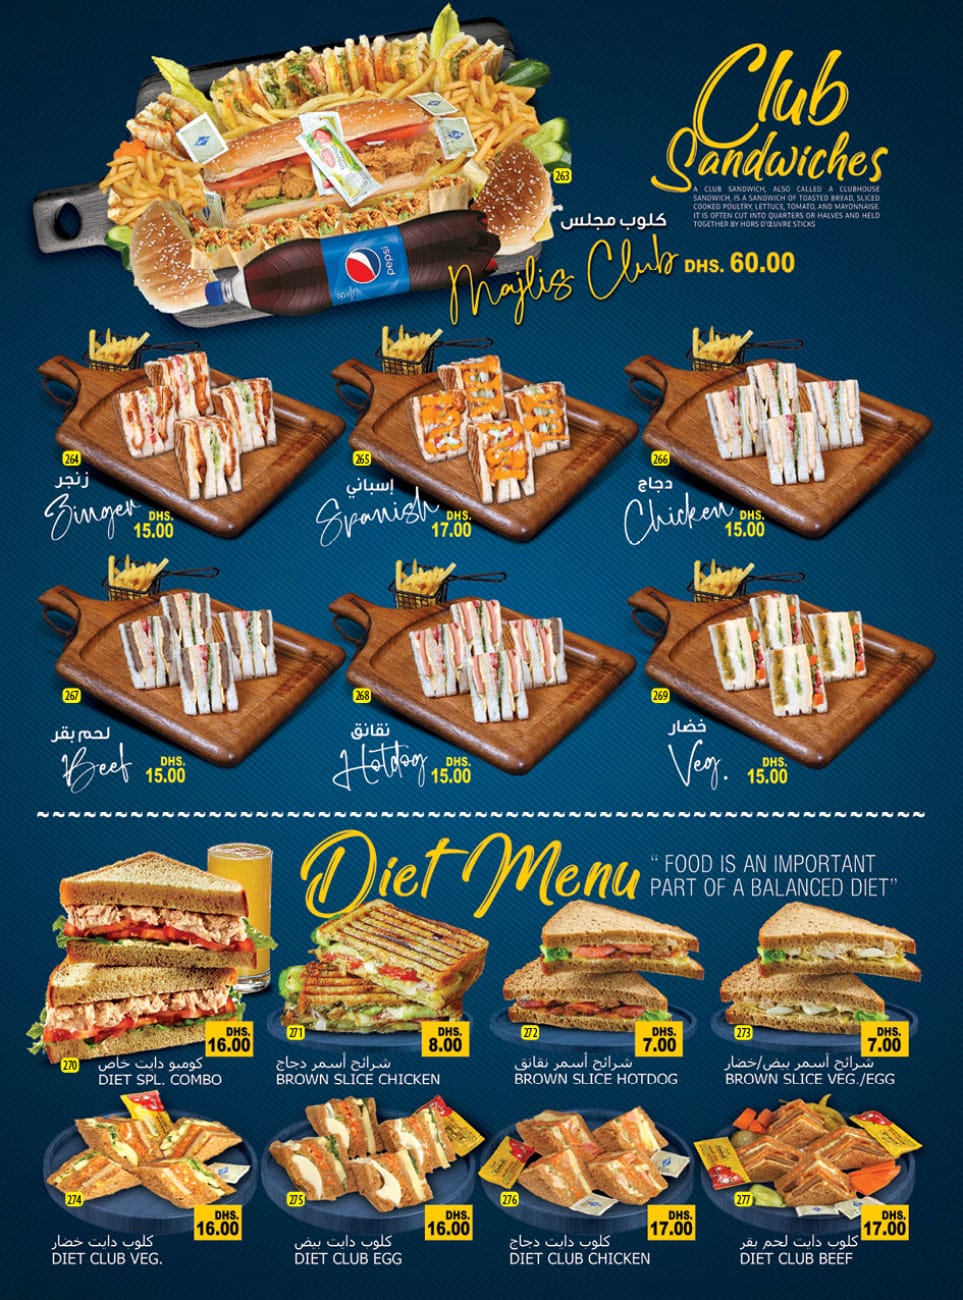 Club
Sandwiches
A CLUB SANDWICH, ALSO CALLED A CLUBHOUSE
SANDWICH, IS A SANDWICH OF TOASTED BREAD, SLICED
COOKED POULTRY, LETTUCE, TOMATO, AND MAYONNAISE.
IT IS OFTEN CUT INTO QUARTERS OR HALVES AND HELD
TOGETHER BY HORS D'ŒUVRE STICKS
pepsi
263
كلوب مجلس
Majlis Club DHS. 60.00
264
زنجر
Zinger DHS.
15.00
265
إسباني
Spanish DHS.
17.00
266
دجاج
Chicken DHS.
15.00
267
لحم بقر
Beef DHS.
15.00
268
نقانق
Hotdog DHS.
15.00
269
خضار
Veg. DHS.
15.00
Diet Menu
“ FOOD IS AN IMPORTANT
PART OF A BALANCED DIET”
270
DHS.
16.00
كومبو دايت خاص
DIET SPL. COMBO
271
DHS.
8.00
شرائح أسمر دجاج
BROWN SLICE CHICKEN
272
DHS.
7.00
شرائح أسمر نقانق
BROWN SLICE HOTDOG
273
DHS.
7.00
شرائح أسمر بيض/خضار
BROWN SLICE VEG./EGG
274
DHS.
16.00
كلوب دايت خضار
DIET CLUB VEG.
275
DHS.
16.00
كلوب دايت بيض
DIET CLUB EGG
276
DHS.
17.00
كلوب دايت دجاج
DIET CLUB CHICKEN
277
DHS.
17.00
كلوب دايت لحم بقر
DIET CLUB BEEF